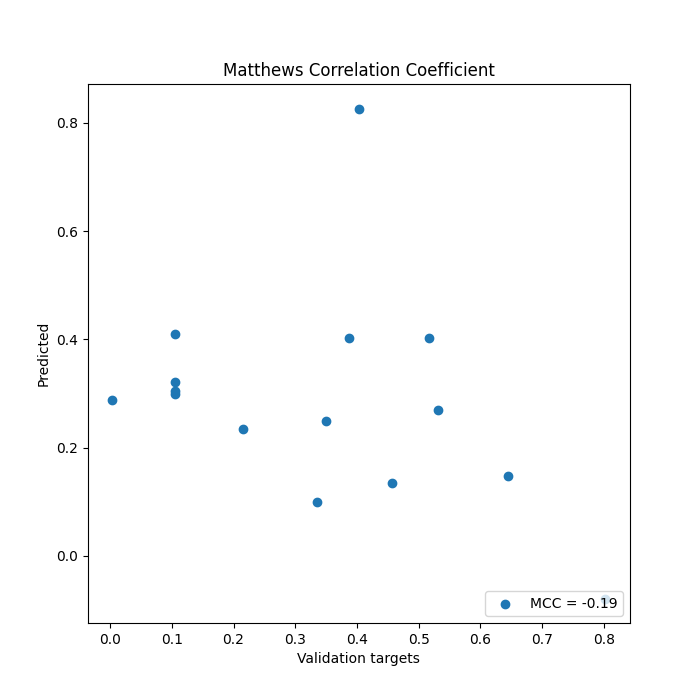 Matthews Correlation Coefficient
0.8
0.6
0.4
0.2
0.0
Predicted
MCC = -0.19
0.0 0.1 0.2 0.3 0.4 0.5 0.6 0.7 0.8
Validation targets